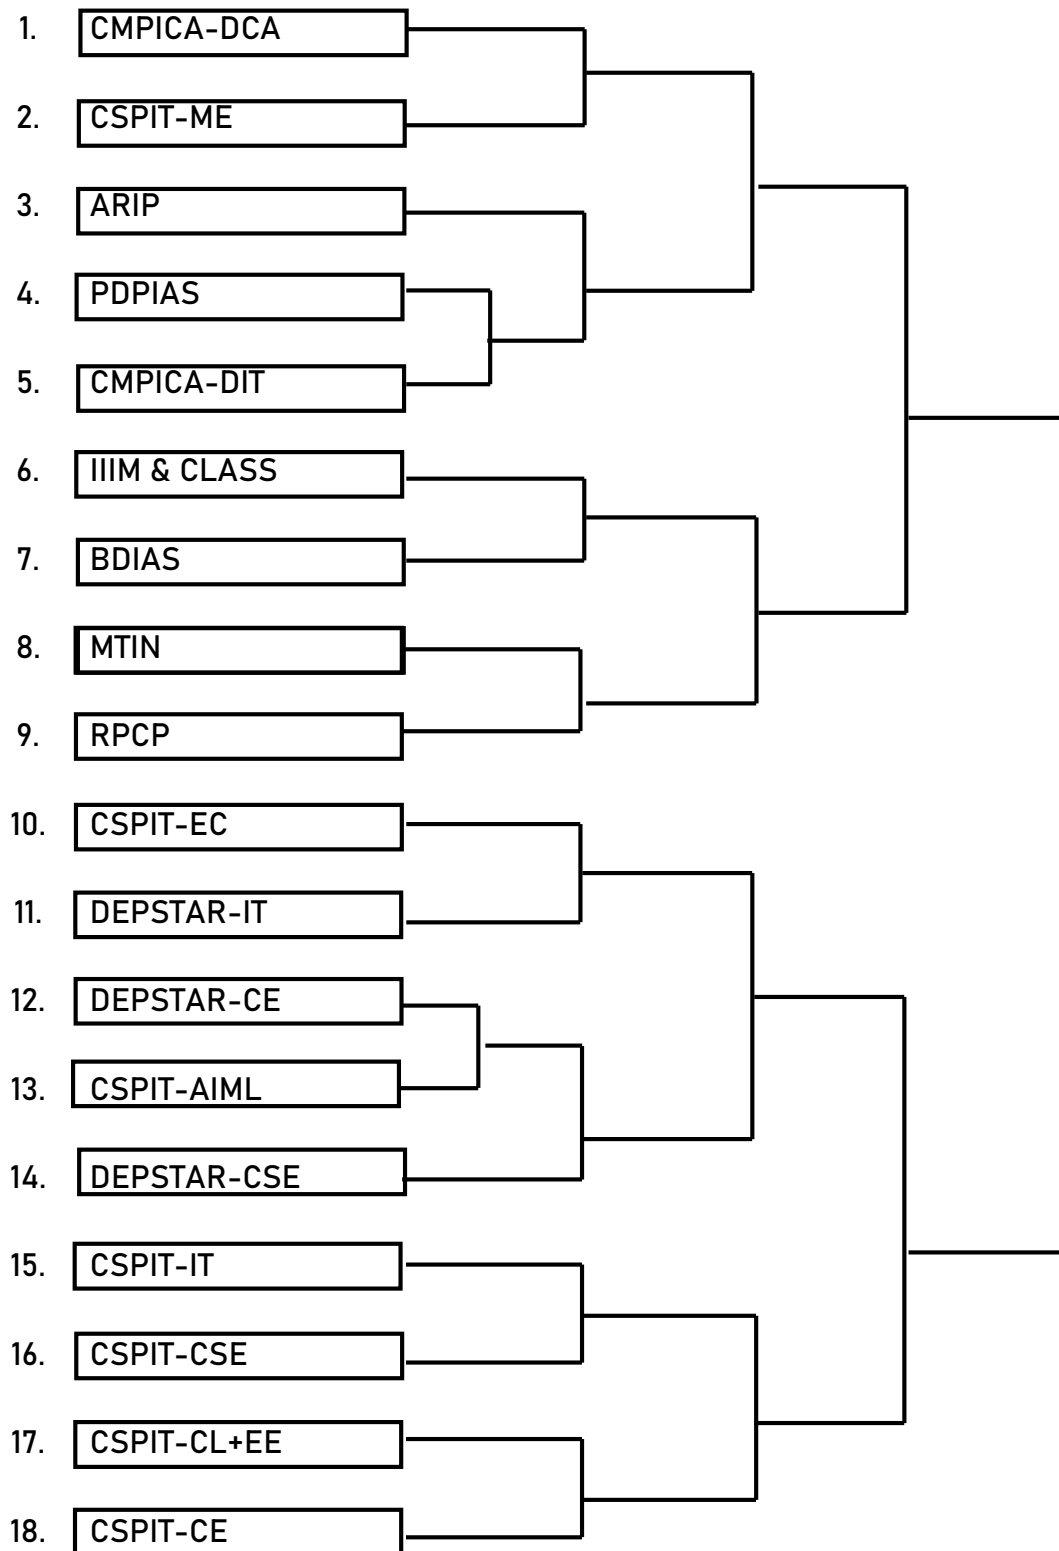 1. CMPICA-DCA
2. CSPIT-ME
3. ARIP
4. PDPIAS
5. CMPICA-DIT
6. IIIM & CLASS
7. BDIAS
8. MTIN
9. RPCP
10. CSPIT-EC
11. DEPSTAR-IT
12. DEPSTAR-CE
13. CSPIT-AIML
14. DEPSTAR-CSE
15. CSPIT-IT
16. CSPIT-CSE
17. CSPIT-CL+EE
18. CSPIT-CE